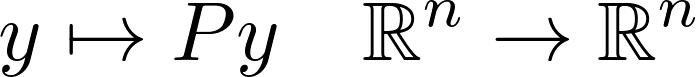 y ↦ Py ℝⁿ → ℝⁿ